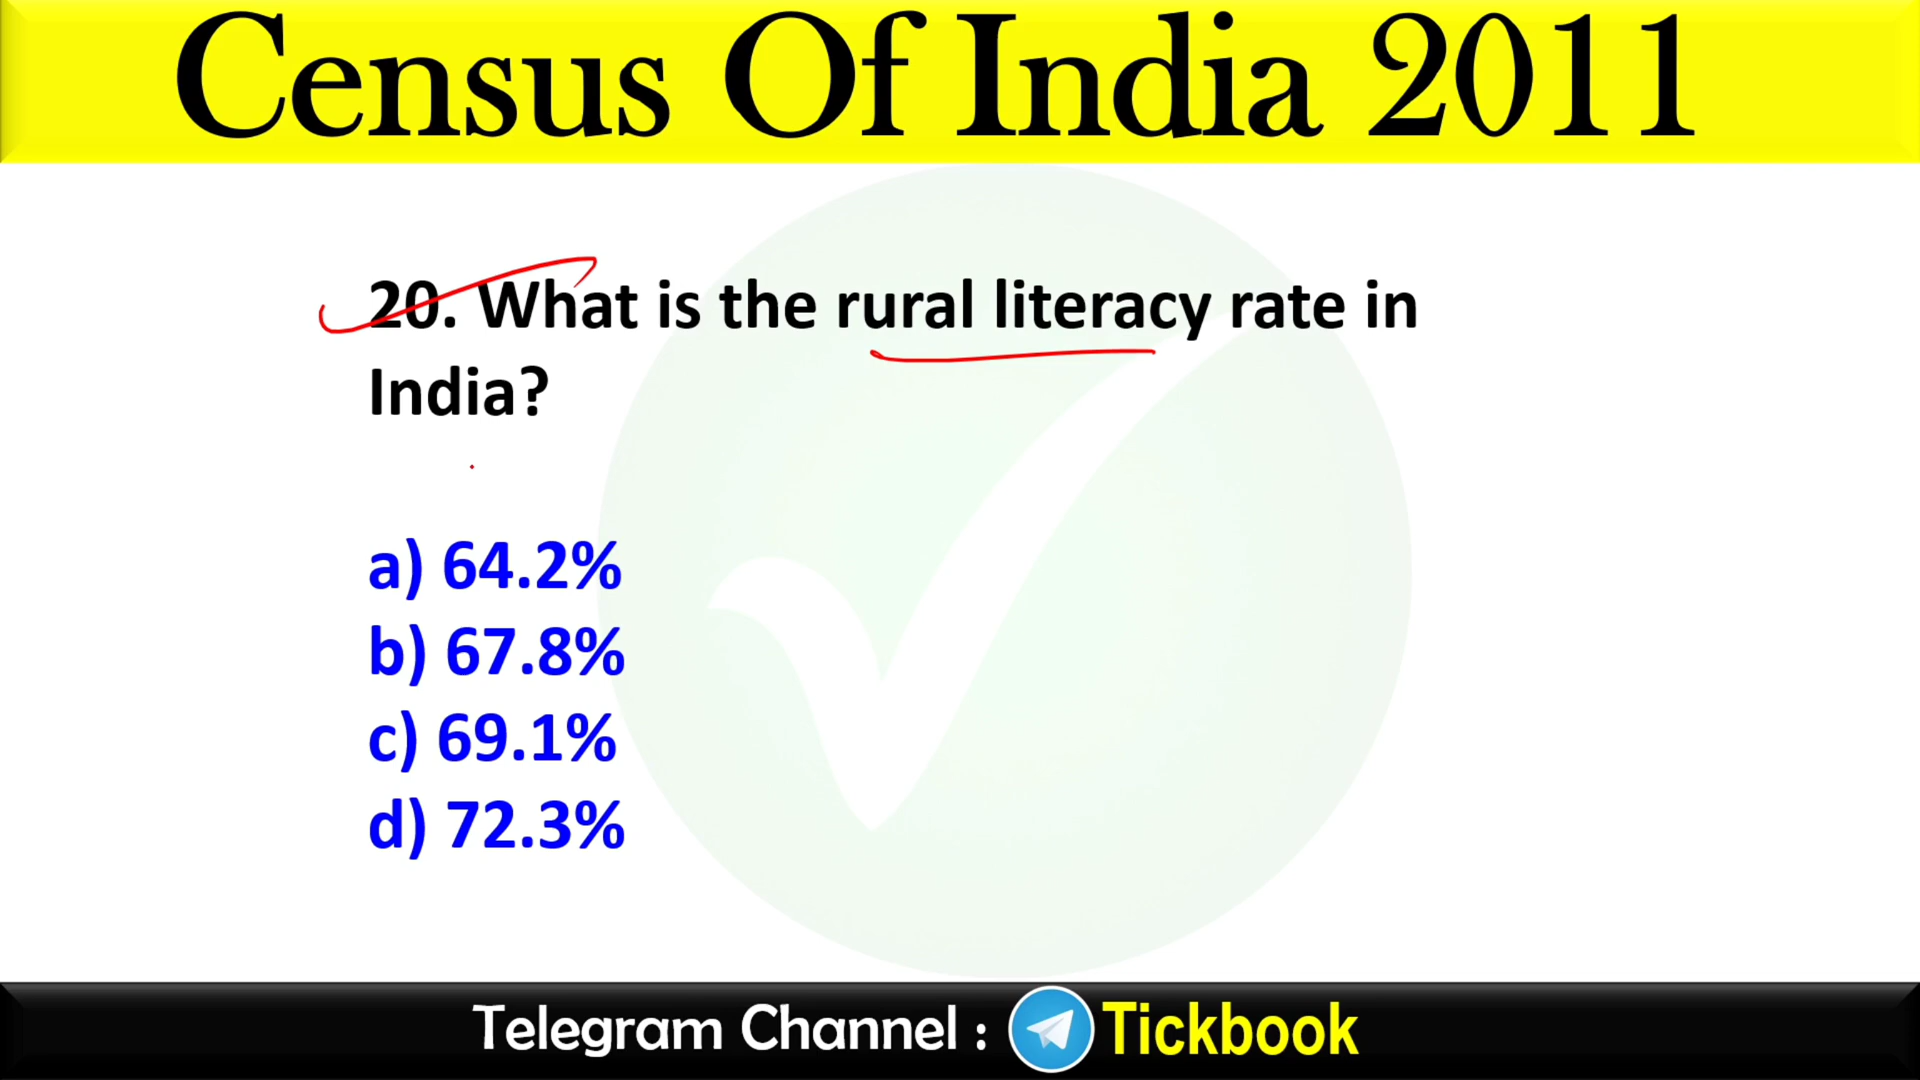 Census Of India 2011
20. What is the rural literacy rate in
India?
a) 64.2%
b) 67.8%
c) 69.1%
d) 72.3%
Telegram Channel : Tickbook